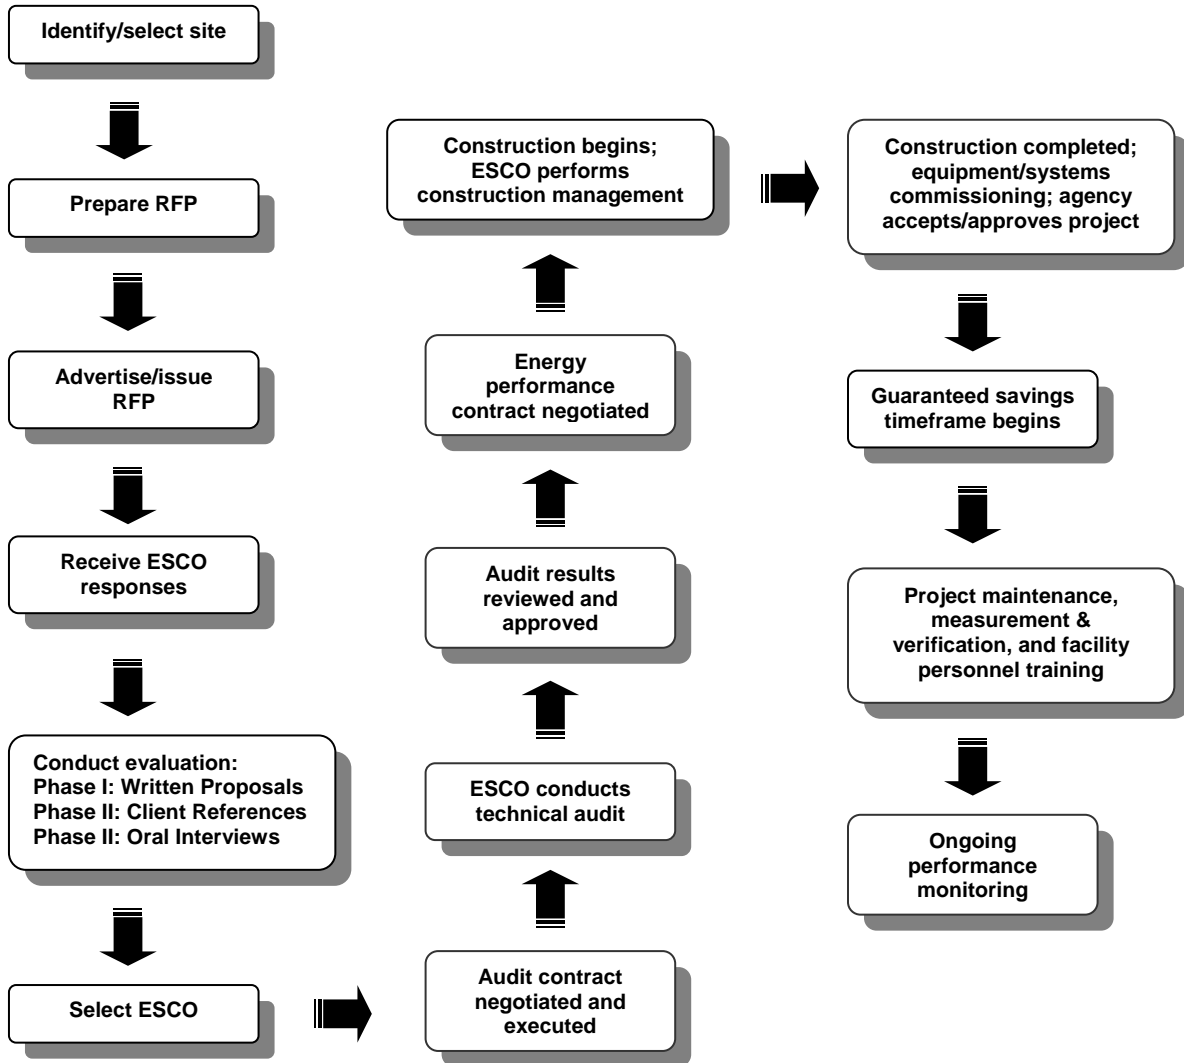 Identify/select site
Prepare RFP
Advertise/issue
RFP
Receive ESCO
responses
Conduct evaluation:
Phase I: Written Proposals
Phase II: Client References
Phase II: Oral Interviews
Select ESCO
Audit contract
negotiated and
executed
ESCO conducts
technical audit
Audit results
reviewed and
approved
Energy
performance
contract negotiated
Construction begins;
ESCO performs
construction management
Construction completed;
equipment/systems
commissioning; agency
accepts/approves project
Guaranteed savings
timeframe begins
Project maintenance,
measurement &
verification, and facility
personnel training
Ongoing
performance
monitoring